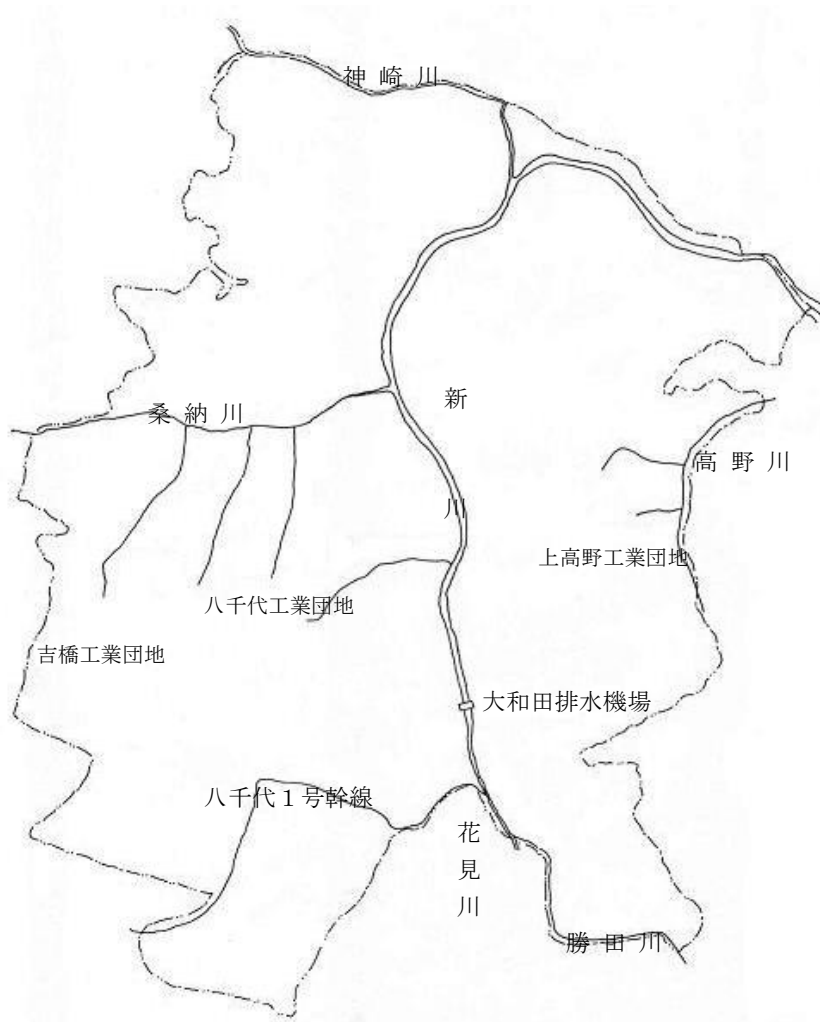 神崎川
桑納川
新川
高野川
上高野工業団地
八千代工業団地
吉橋工業団地
大和田排水機場
八千代1号幹線
花見川
勝田川